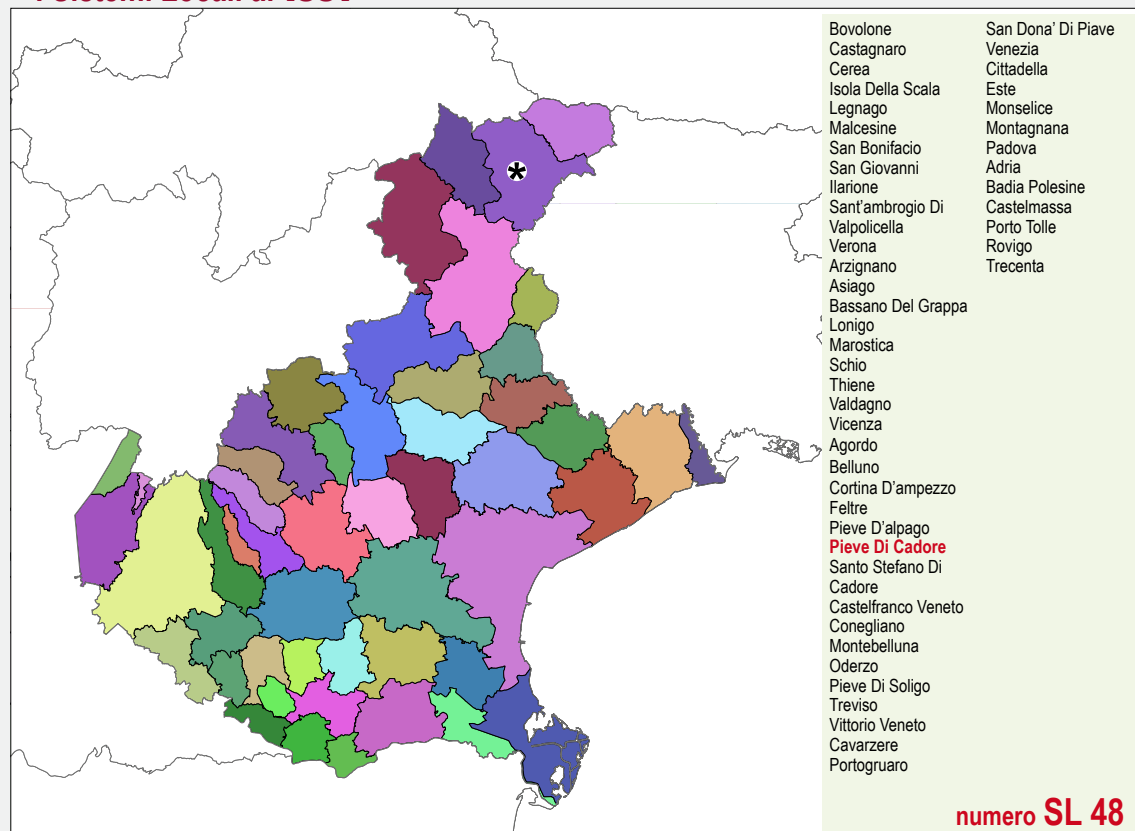 Bovolone
Castagnaro
Cerea
Isola Della Scala
Legnago
Malcesine
San Bonifacio
San Giovanni
Ilarione
Sant'ambrogio Di
Valpolicella
Verona
Arzignano
Asiago
Bassano Del Grappa
Lonigo
Marostica
Schio
Thiene
Valdagno
Vicenza
Agordo
Belluno
Cortina D'ampezzo
Feltre
Pieve D'alpago
Pieve Di Cadore
Santo Stefano Di
Cadore
Castelfranco Veneto
Conegliano
Montebelluna
Oderzo
Pieve Di Soligo
Treviso
Vittorio Veneto
Cavarzere
Portogruaro
San Dona' Di Piave
Venezia
Cittadella
Este
Monselice
Montagnana
Padova
Adria
Badia Polesine
Castelmassa
Porto Tolle
Rovigo
Trecenta
*
numero SL 48